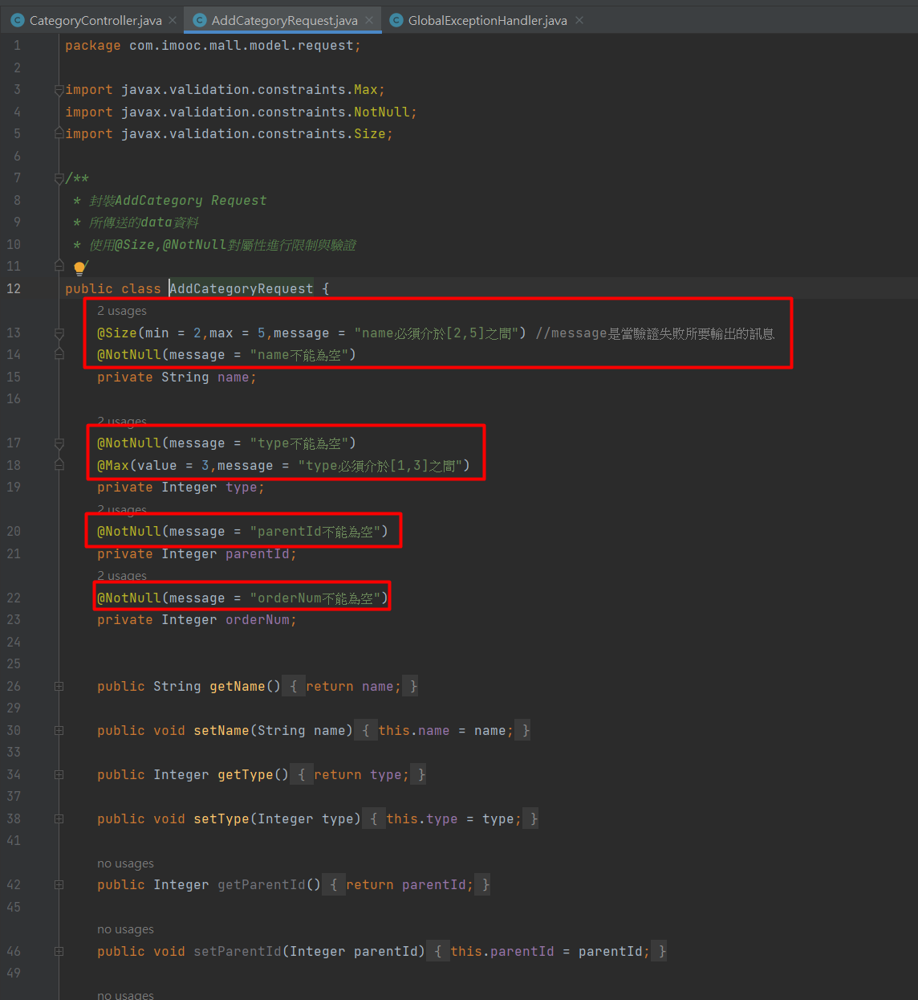 CategoryController.java AddCategoryRequest.java GlobalExceptionHandler.java
1 package com.imooc.mall.model.request;
2
3 import javax.validation.constraints.Max;
4 import javax.validation.constraints.NotNull;
5 import javax.validation.constraints.Size;
6
7 /**
8 * 封裝AddCategory Request
9 * 所傳送的data資料
10 * 使用@Size,@NotNull對屬性進行限制與驗證
11 /
12 public class AddCategoryRequest {
2 usages
13 @Size(min = 2,max = 5,message = "name必須介於[2,5]之間") //message是當驗證失敗所要輸出的訊息
14 @NotNull(message = "name不能為空")
15 private String name;
16
2 usages
17 @NotNull(message = "type不能為空")
18 @Max(value = 3,message = "type必須介於[1,3]之間")
19 private Integer type;
2 usages
20 @NotNull(message = "parentId不能為空")
21 private Integer parentId;
2 usages
22 @NotNull(message = "orderNum不能為空")
23 private Integer orderNum;
24
25
26 public String getName() { return name; }
29
30 public void setName(String name) { this.name = name; }
33
34 public Integer getType() { return type; }
37
38 public void setType(Integer type) { this.type = type; }
41
no usages
42 public Integer getParentId() { return parentId; }
45
no usages
46 public void setParentId(Integer parentId) { this.parentId = parentId; }
49
no usages